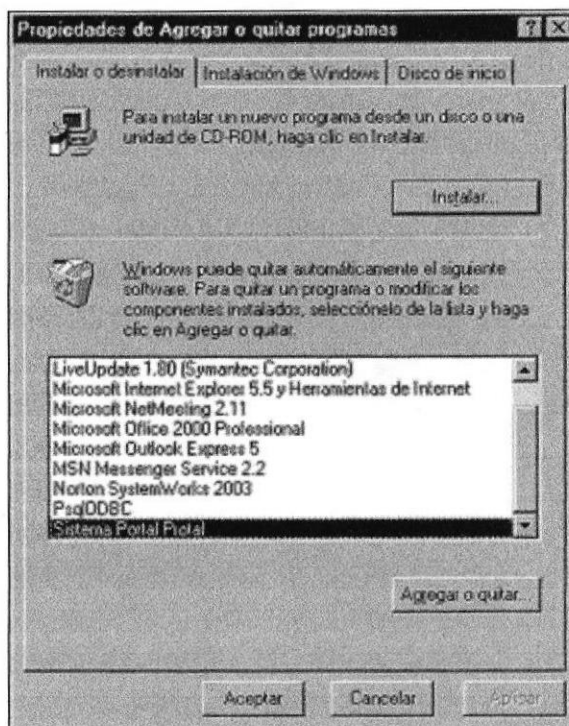 Propiedades de Agregar o quitar programas
Instalar o desinstalar
Instalación de Windows
Disco de inicio
Para instalar un nuevo programa desde un disco o una
unidad de CD-ROM, haga clic en Instalar.
Instalar...
Windows puede quitar automáticamente el siguiente
software. Para quitar un programa o modificar los
componentes instalados, selecciónelo de la lista y haga
clic en Agregar o quitar.
LiveUpdate 1.80 (Symantec Corporation)
Microsoft Internet Explorer 5.5 y Herramientas de Internet
Microsoft NetMeeting 2.11
Microsoft Office 2000 Professional
Microsoft Outlook Express 5
MSN Messenger Service 2.2
Norton SystemWorks 2003
PsqlODBC
Sistema Portal
Agregar o quitar...
Aceptar
Cancelar
Aplicar